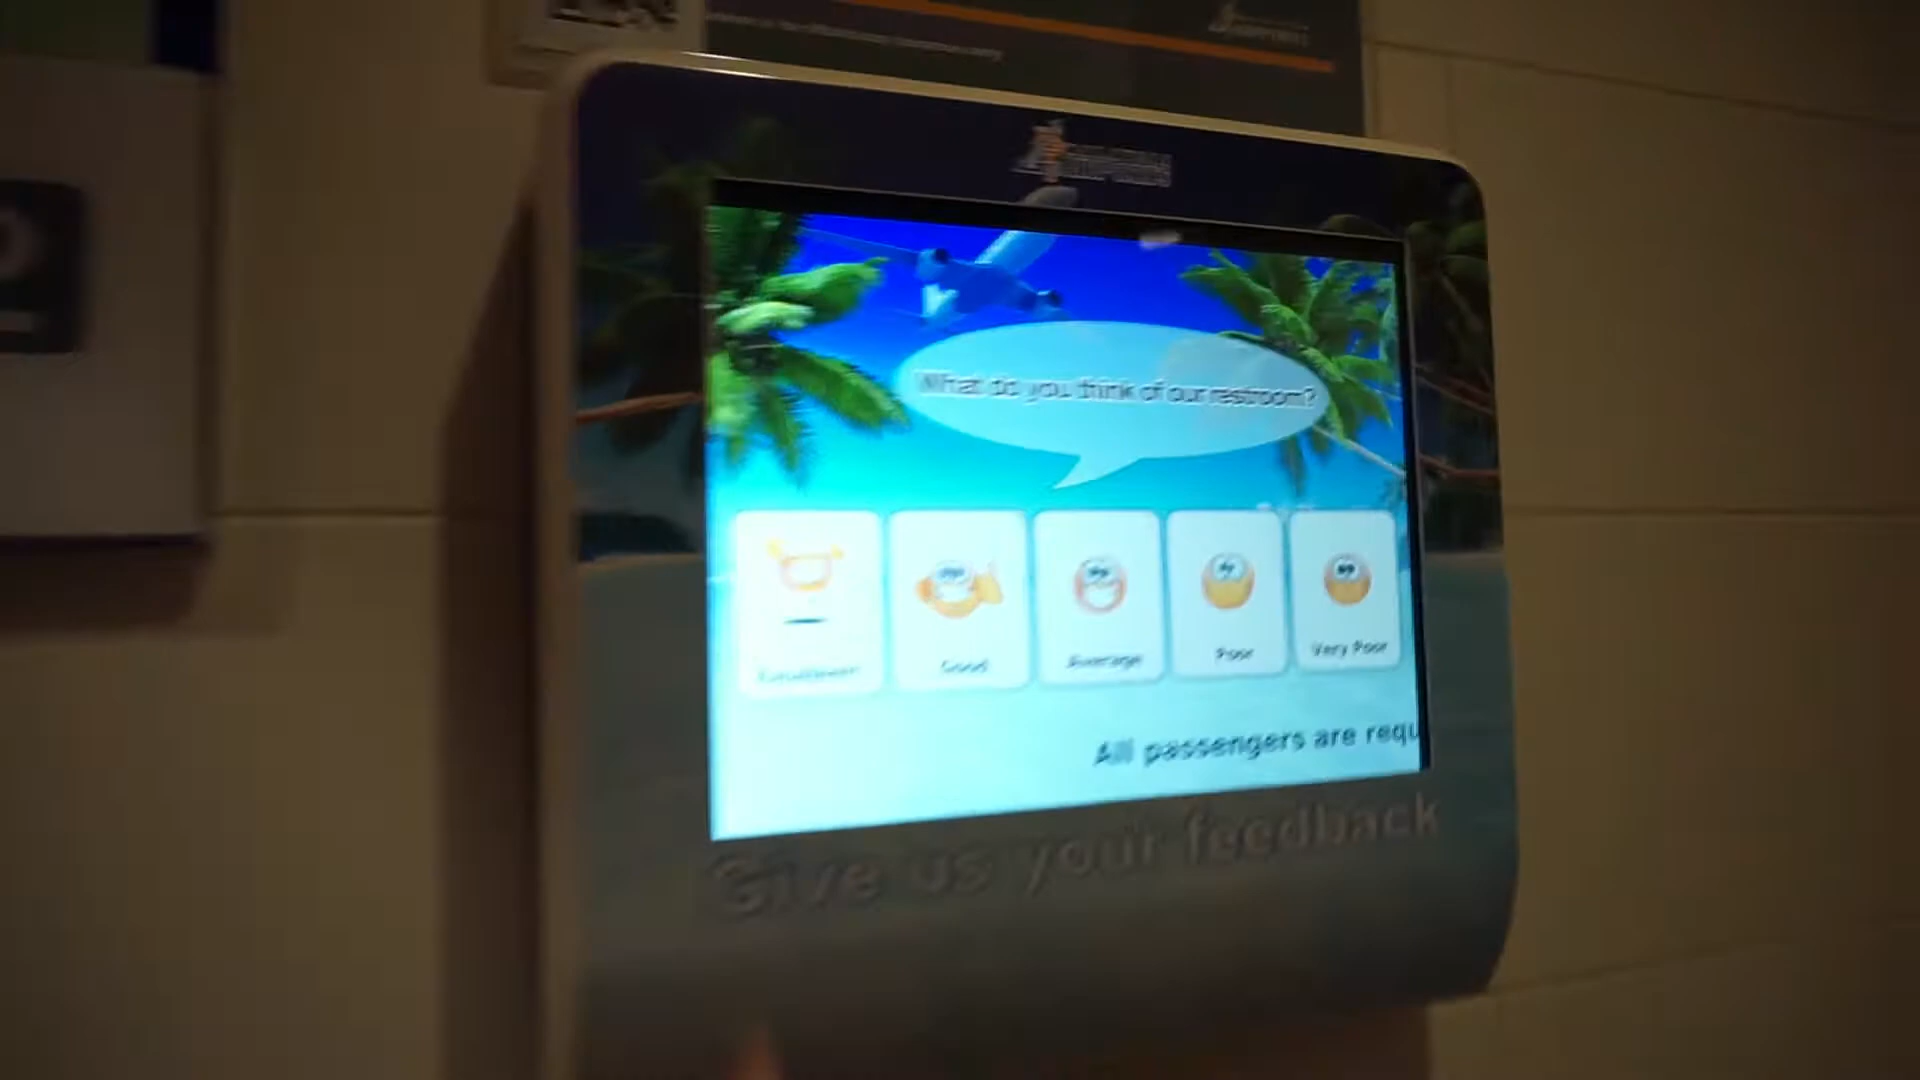 What do you think of our restroom?
Excellent
Good
Average
Poor
Very Poor
All passengers are requ
Give us your feedback